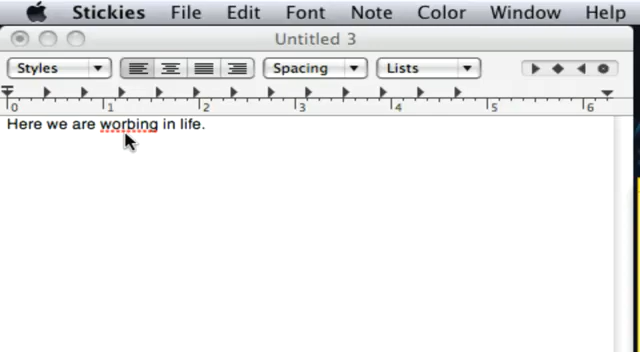 Stickies File Edit Font Note Color Window Help
Untitled 3
Styles Spacing Lists
0 1 2 3 4 5 6
Here we are worbing in life.